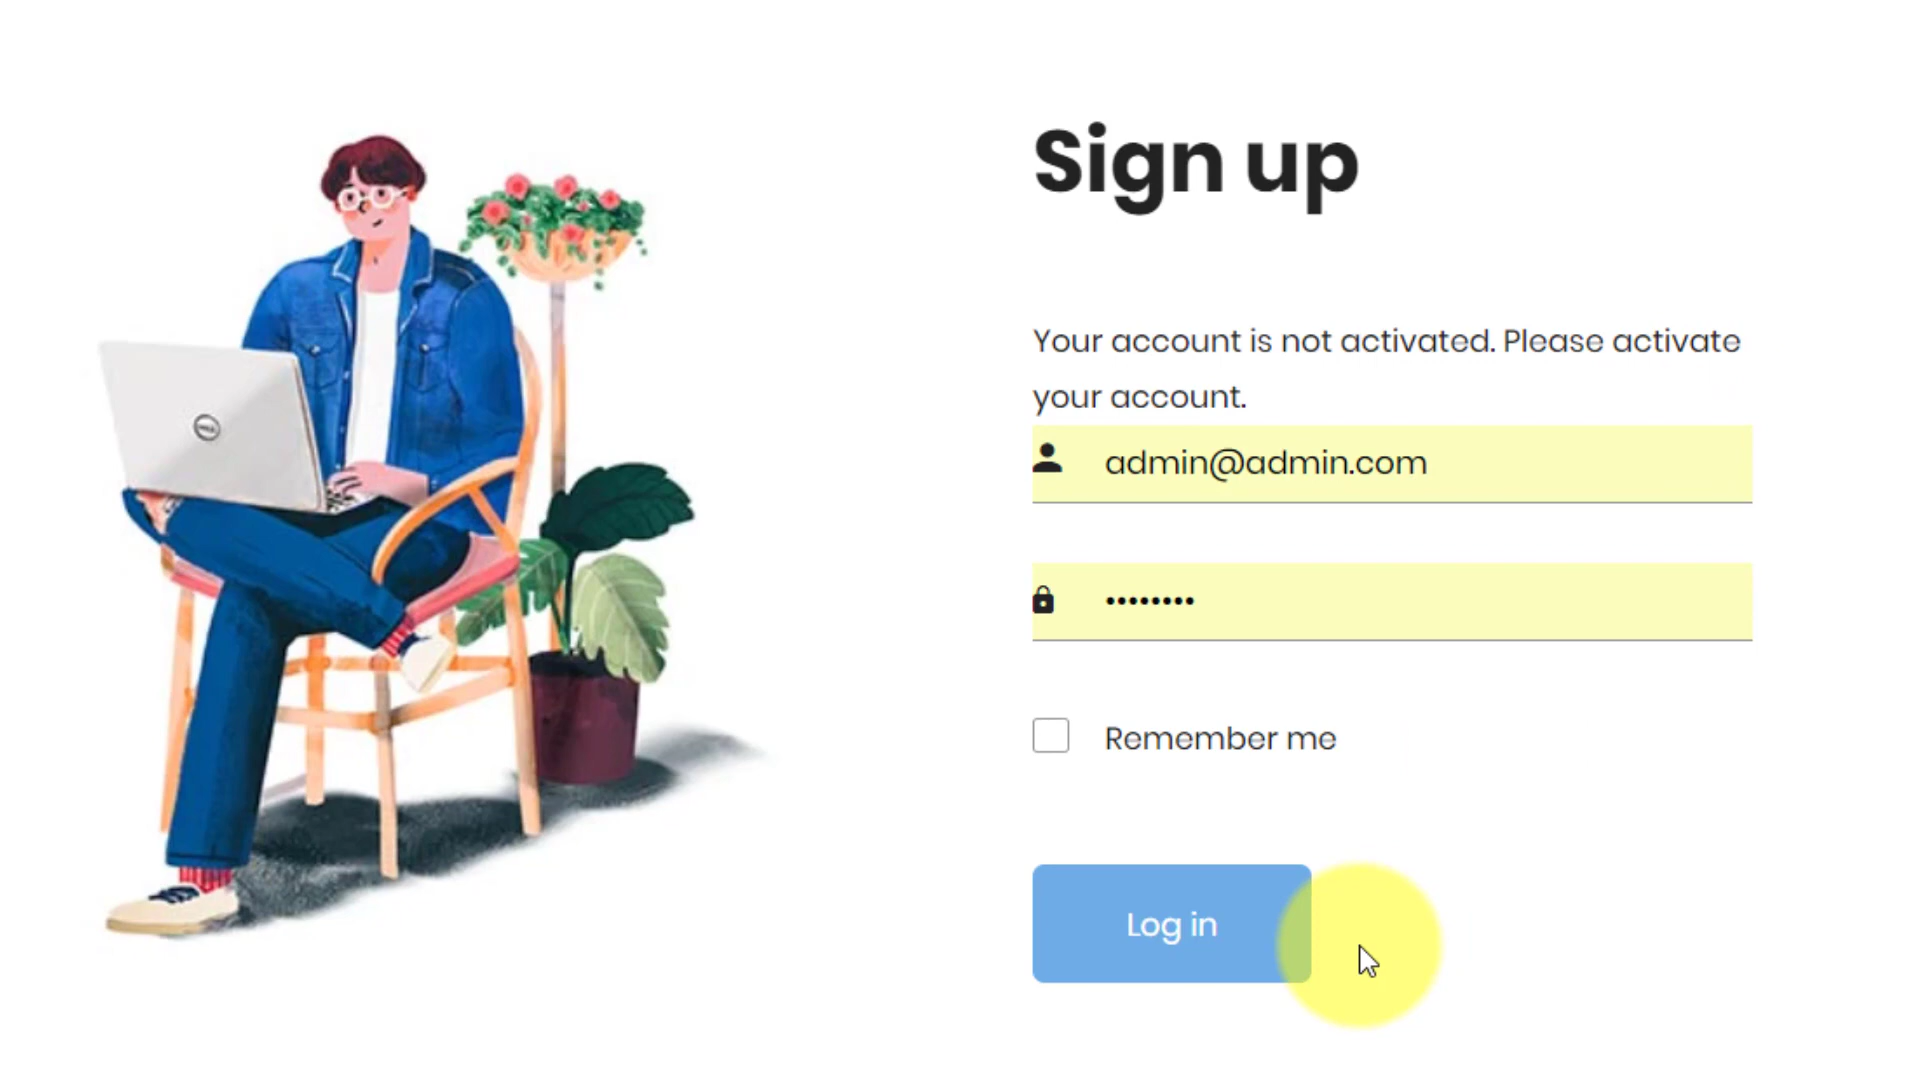 Sign up
Your account is not activated. Please activate
your account.
admin@admin.com
••••••••
Remember me
Log in